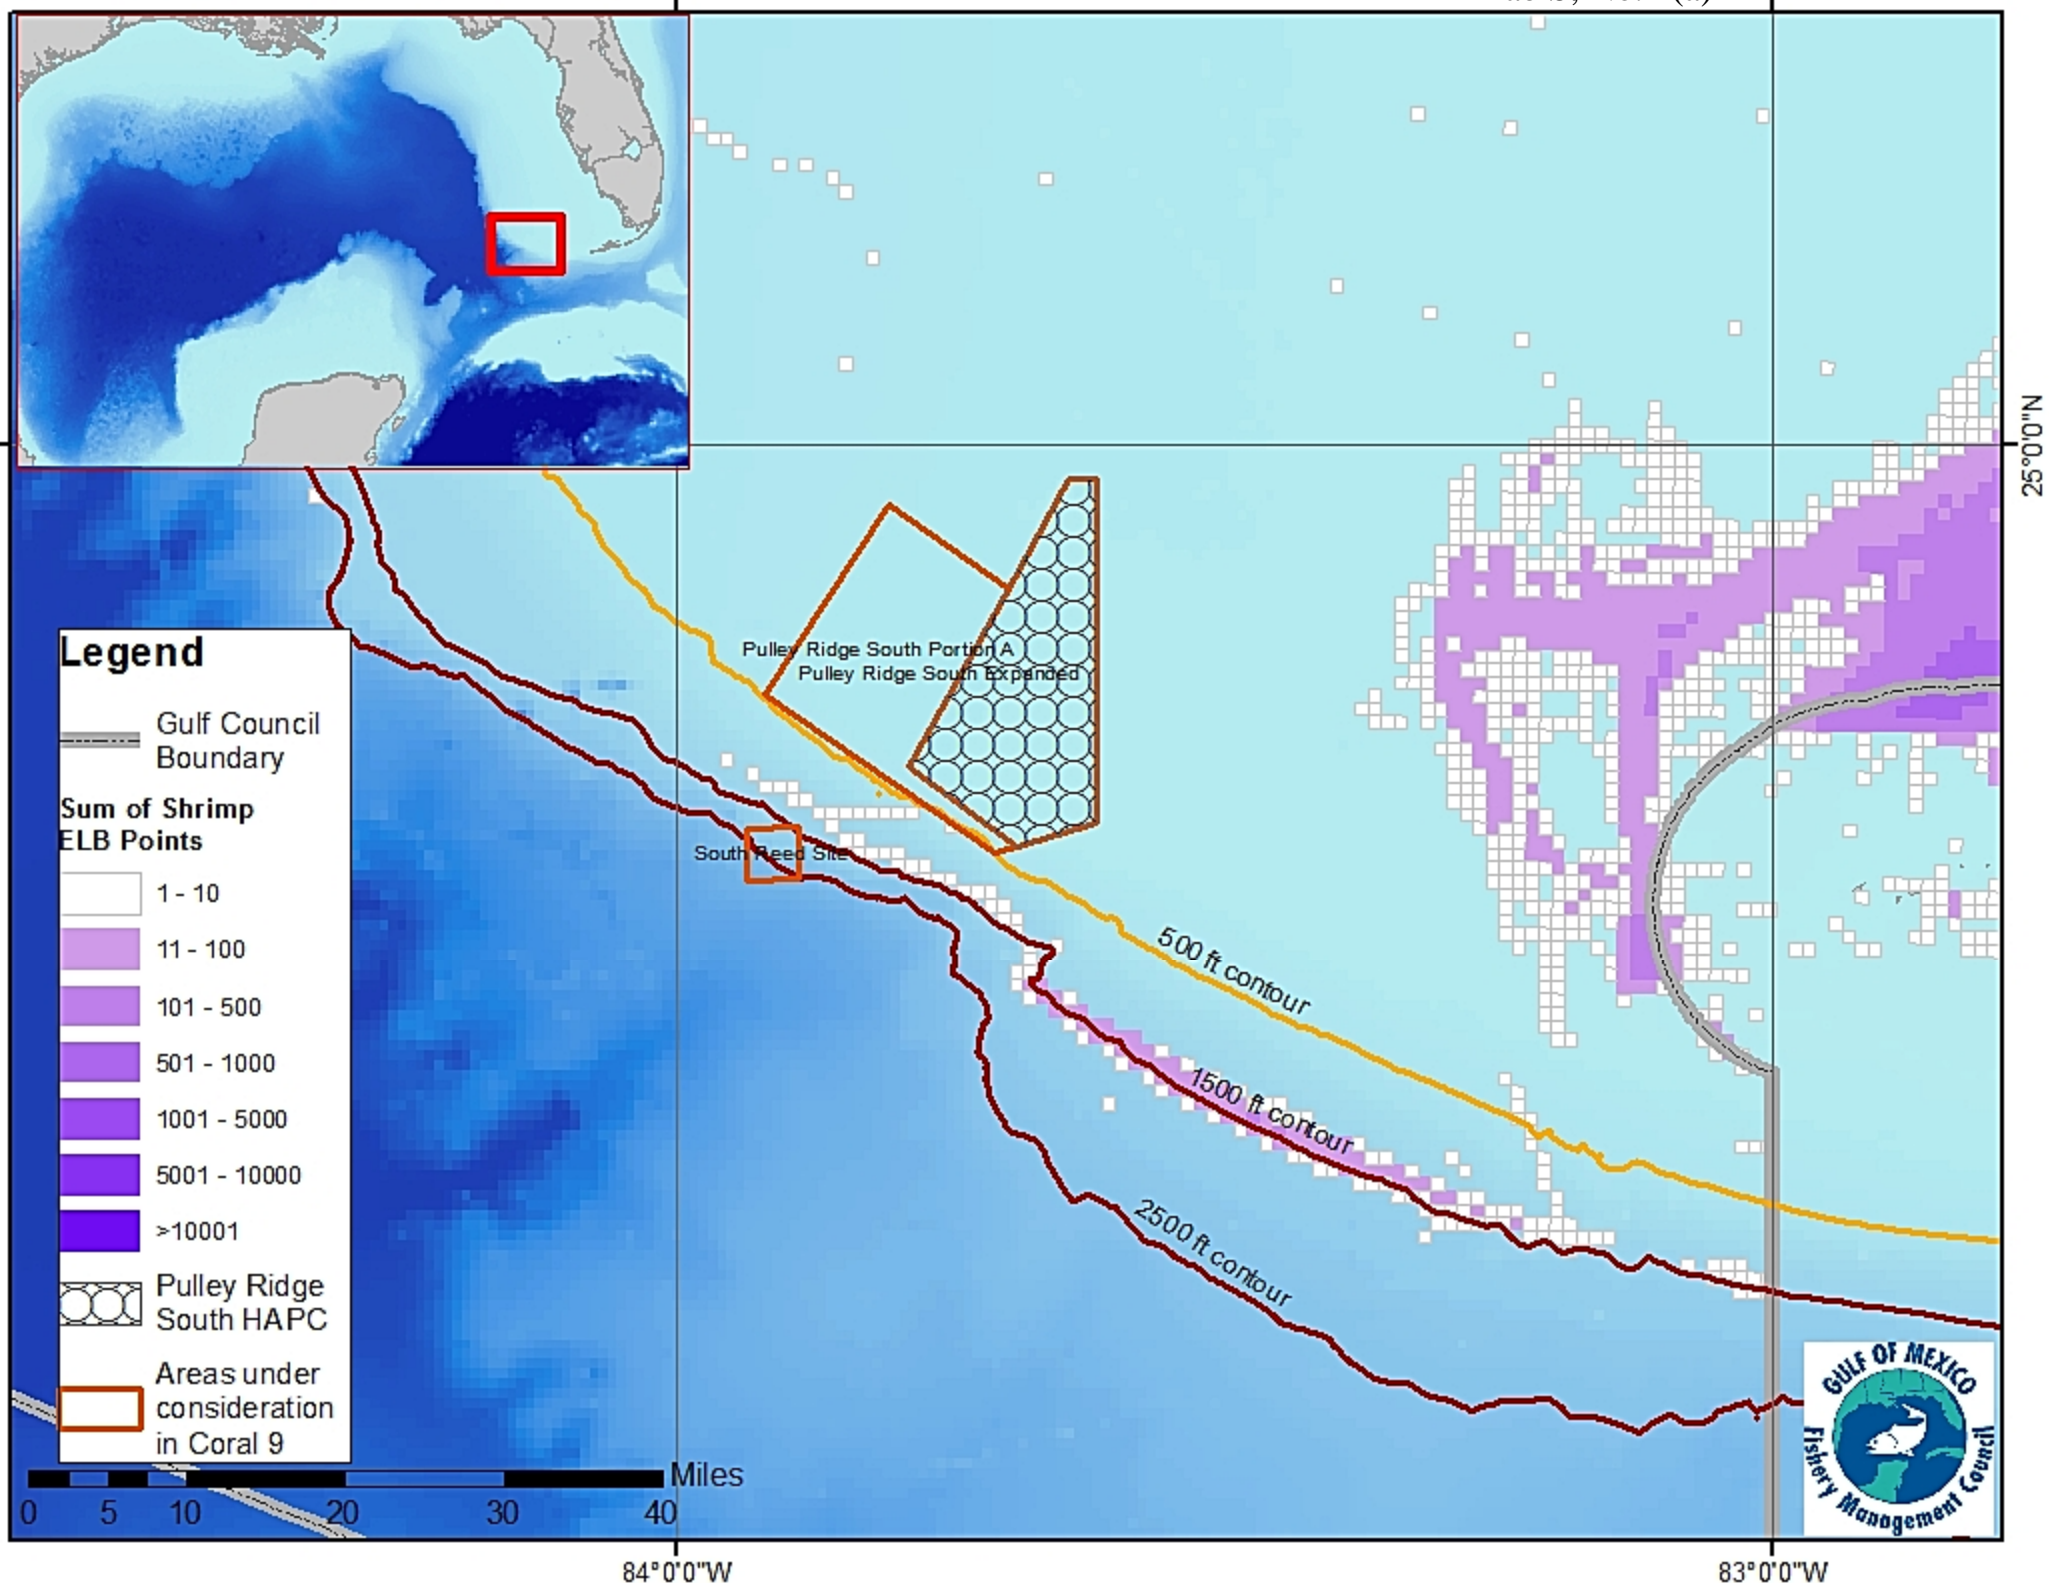 Legend
Gulf Council
Boundary
Sum of Shrimp
ELB Points
1 - 10
11 - 100
101 - 500
501 - 1000
1001 - 5000
5001 - 10000
>10001
Pulley Ridge
South HAPC
Areas under
consideration
in Coral 9
0 5 10 20 30 40 Miles
Pulley Ridge South Portion A
Pulley Ridge South Expanded
South Reed Site
500 ft contour
1500 ft contour
2500 ft contour
25°0'0"N
84°0'0"W
83°0'0"W
GULF OF MEXICO
Fishery Management Council